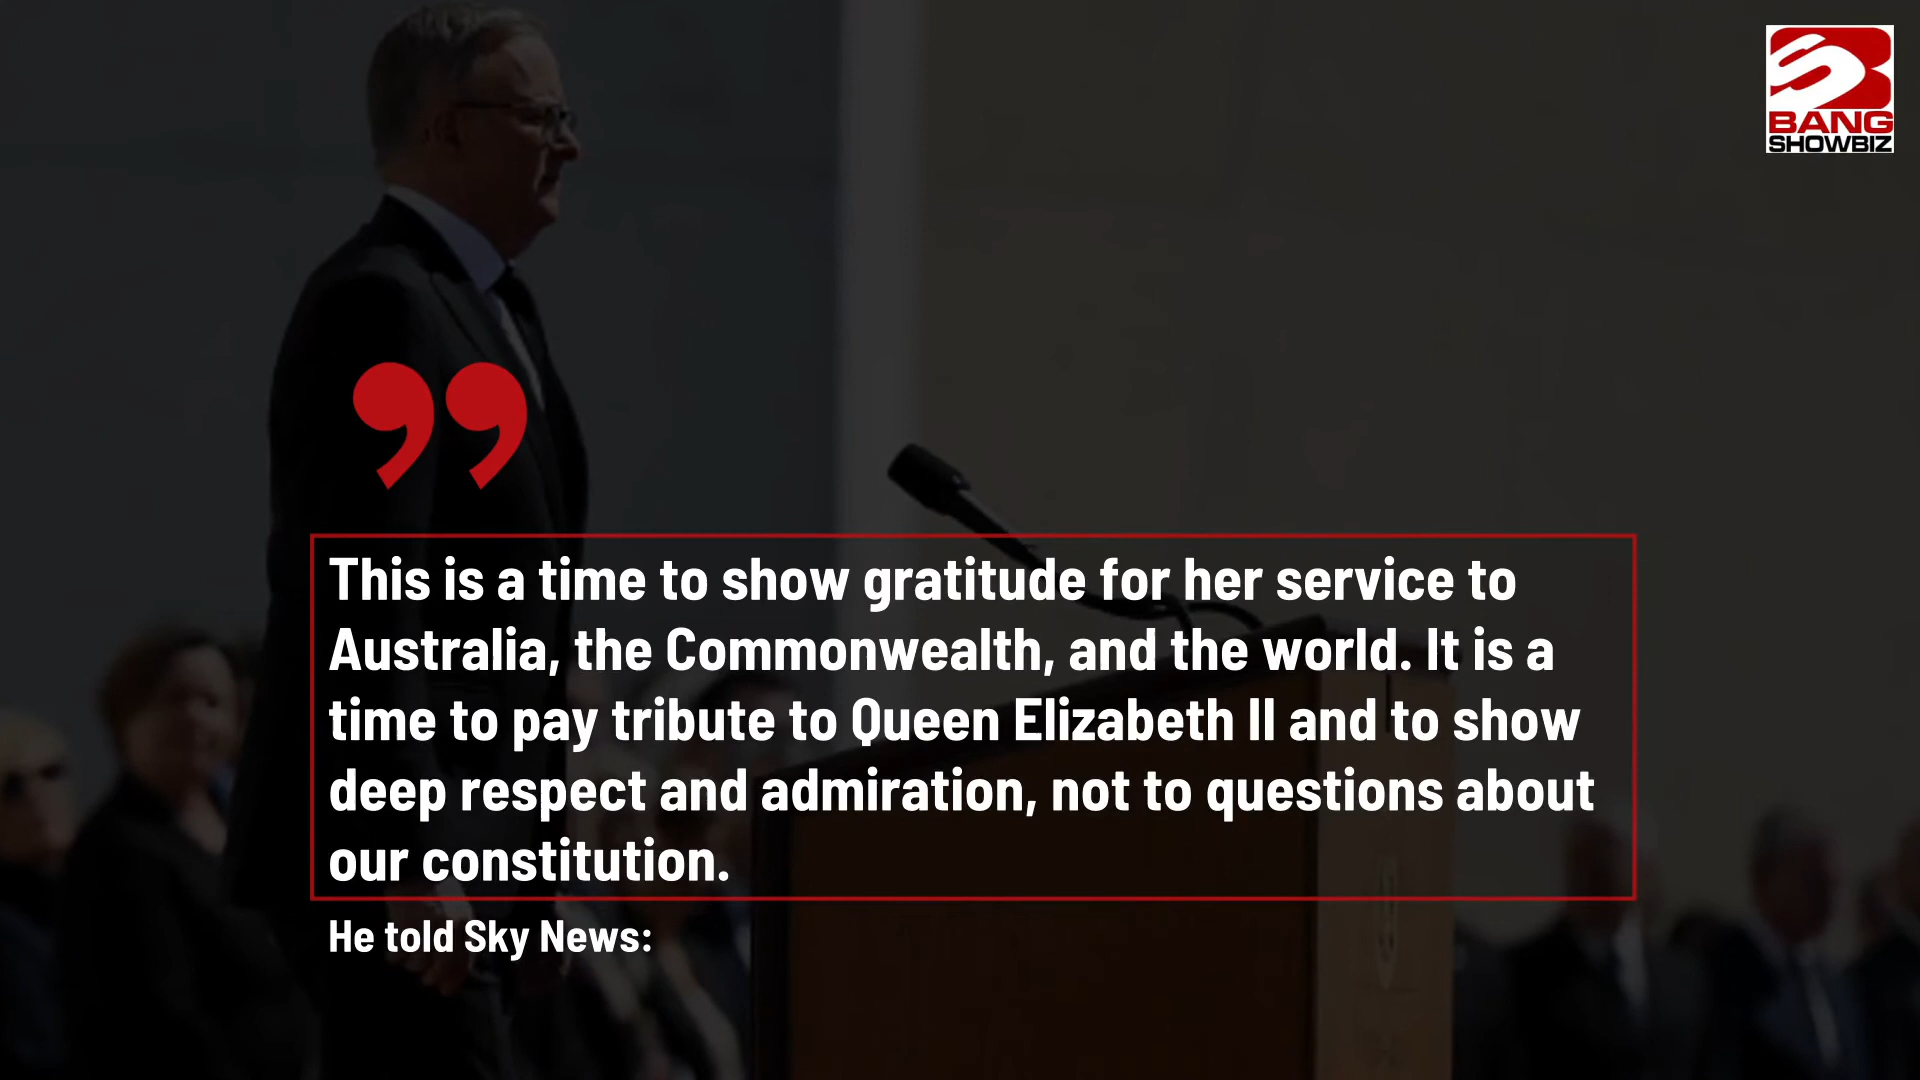 BANG
SHOWBIZ
”
This is a time to show gratitude for her service to
Australia, the Commonwealth, and the world. It is a
time to pay tribute to Queen Elizabeth II and to show
deep respect and admiration, not to questions about
our constitution.
He told Sky News: